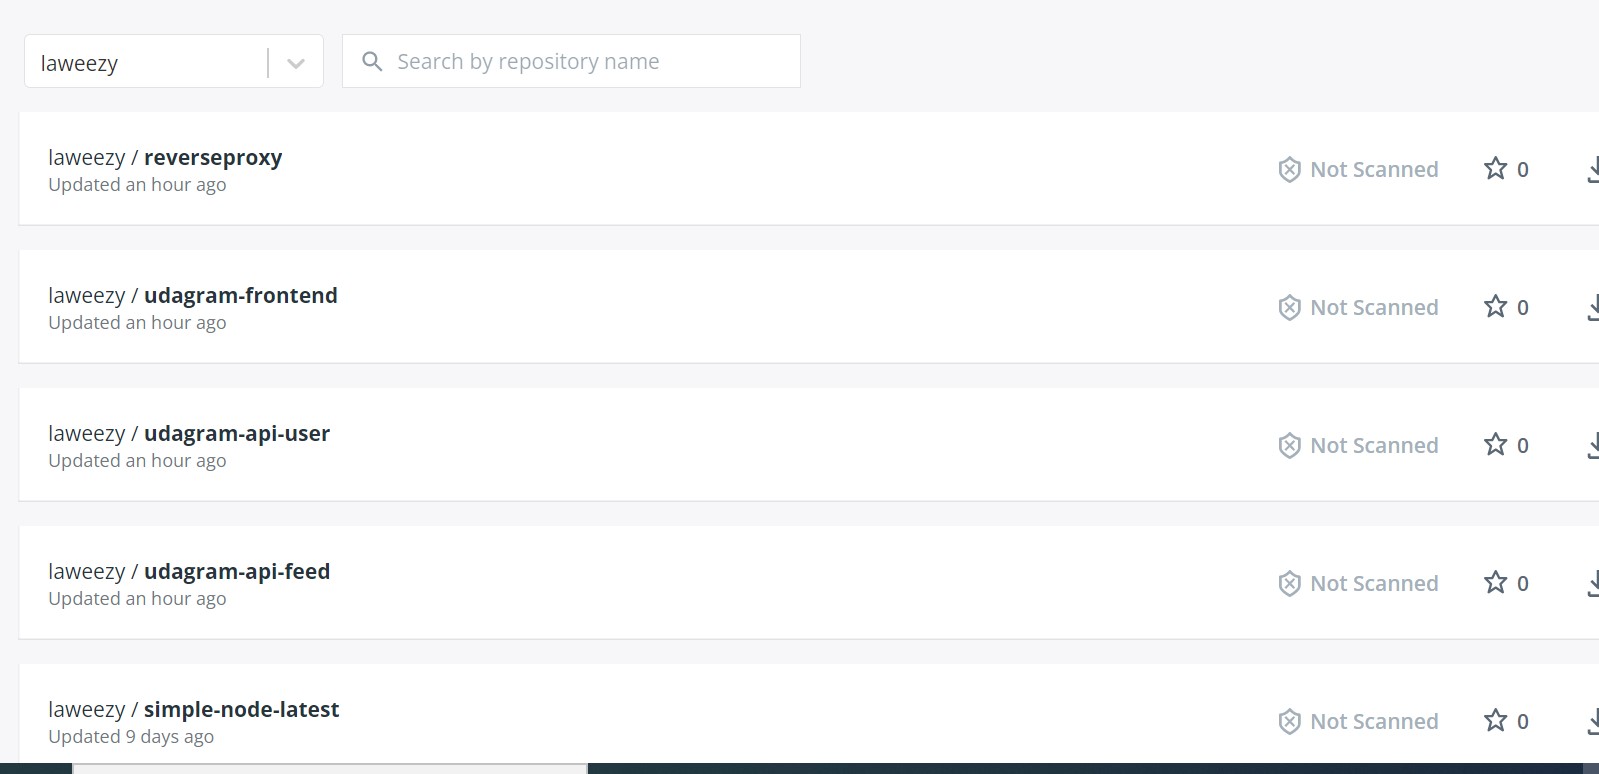 laweezy
Search by repository name
laweezy / reverseproxy
Updated an hour ago
Not Scanned
0
laweezy / udagram-frontend
Updated an hour ago
Not Scanned
0
laweezy / udagram-api-user
Updated an hour ago
Not Scanned
0
laweezy / udagram-api-feed
Updated an hour ago
Not Scanned
0
laweezy / simple-node-latest
Updated 9 days ago
Not Scanned
0